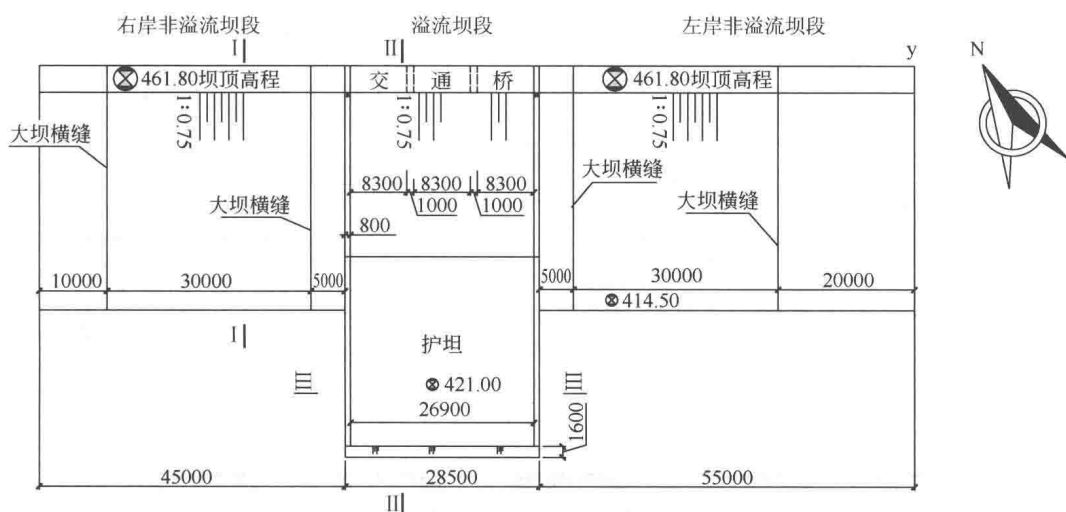 右岸非溢流坝段
溢流坝段
左岸非溢流坝段
I
II
y
N
461.80坝顶高程
交 通 桥
461.80坝顶高程
1:0.75
1:0.75
1:0.75
大坝横缝
大坝横缝
大坝横缝
大坝横缝
8300
8300
8300
1000
1000
800
10000
30000
5000
5000
30000
20000
414.50
I
护坦
III
421.00
III
26900
1600
45000
28500
55000
II